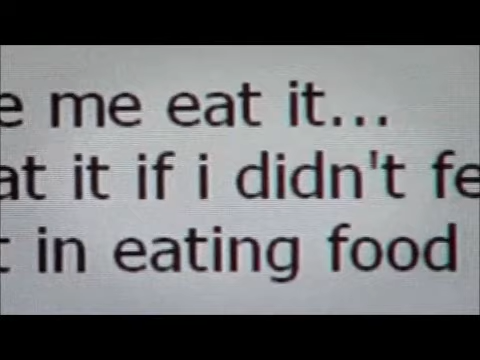 e me eat it...
at it if i didn't fe
t in eating food